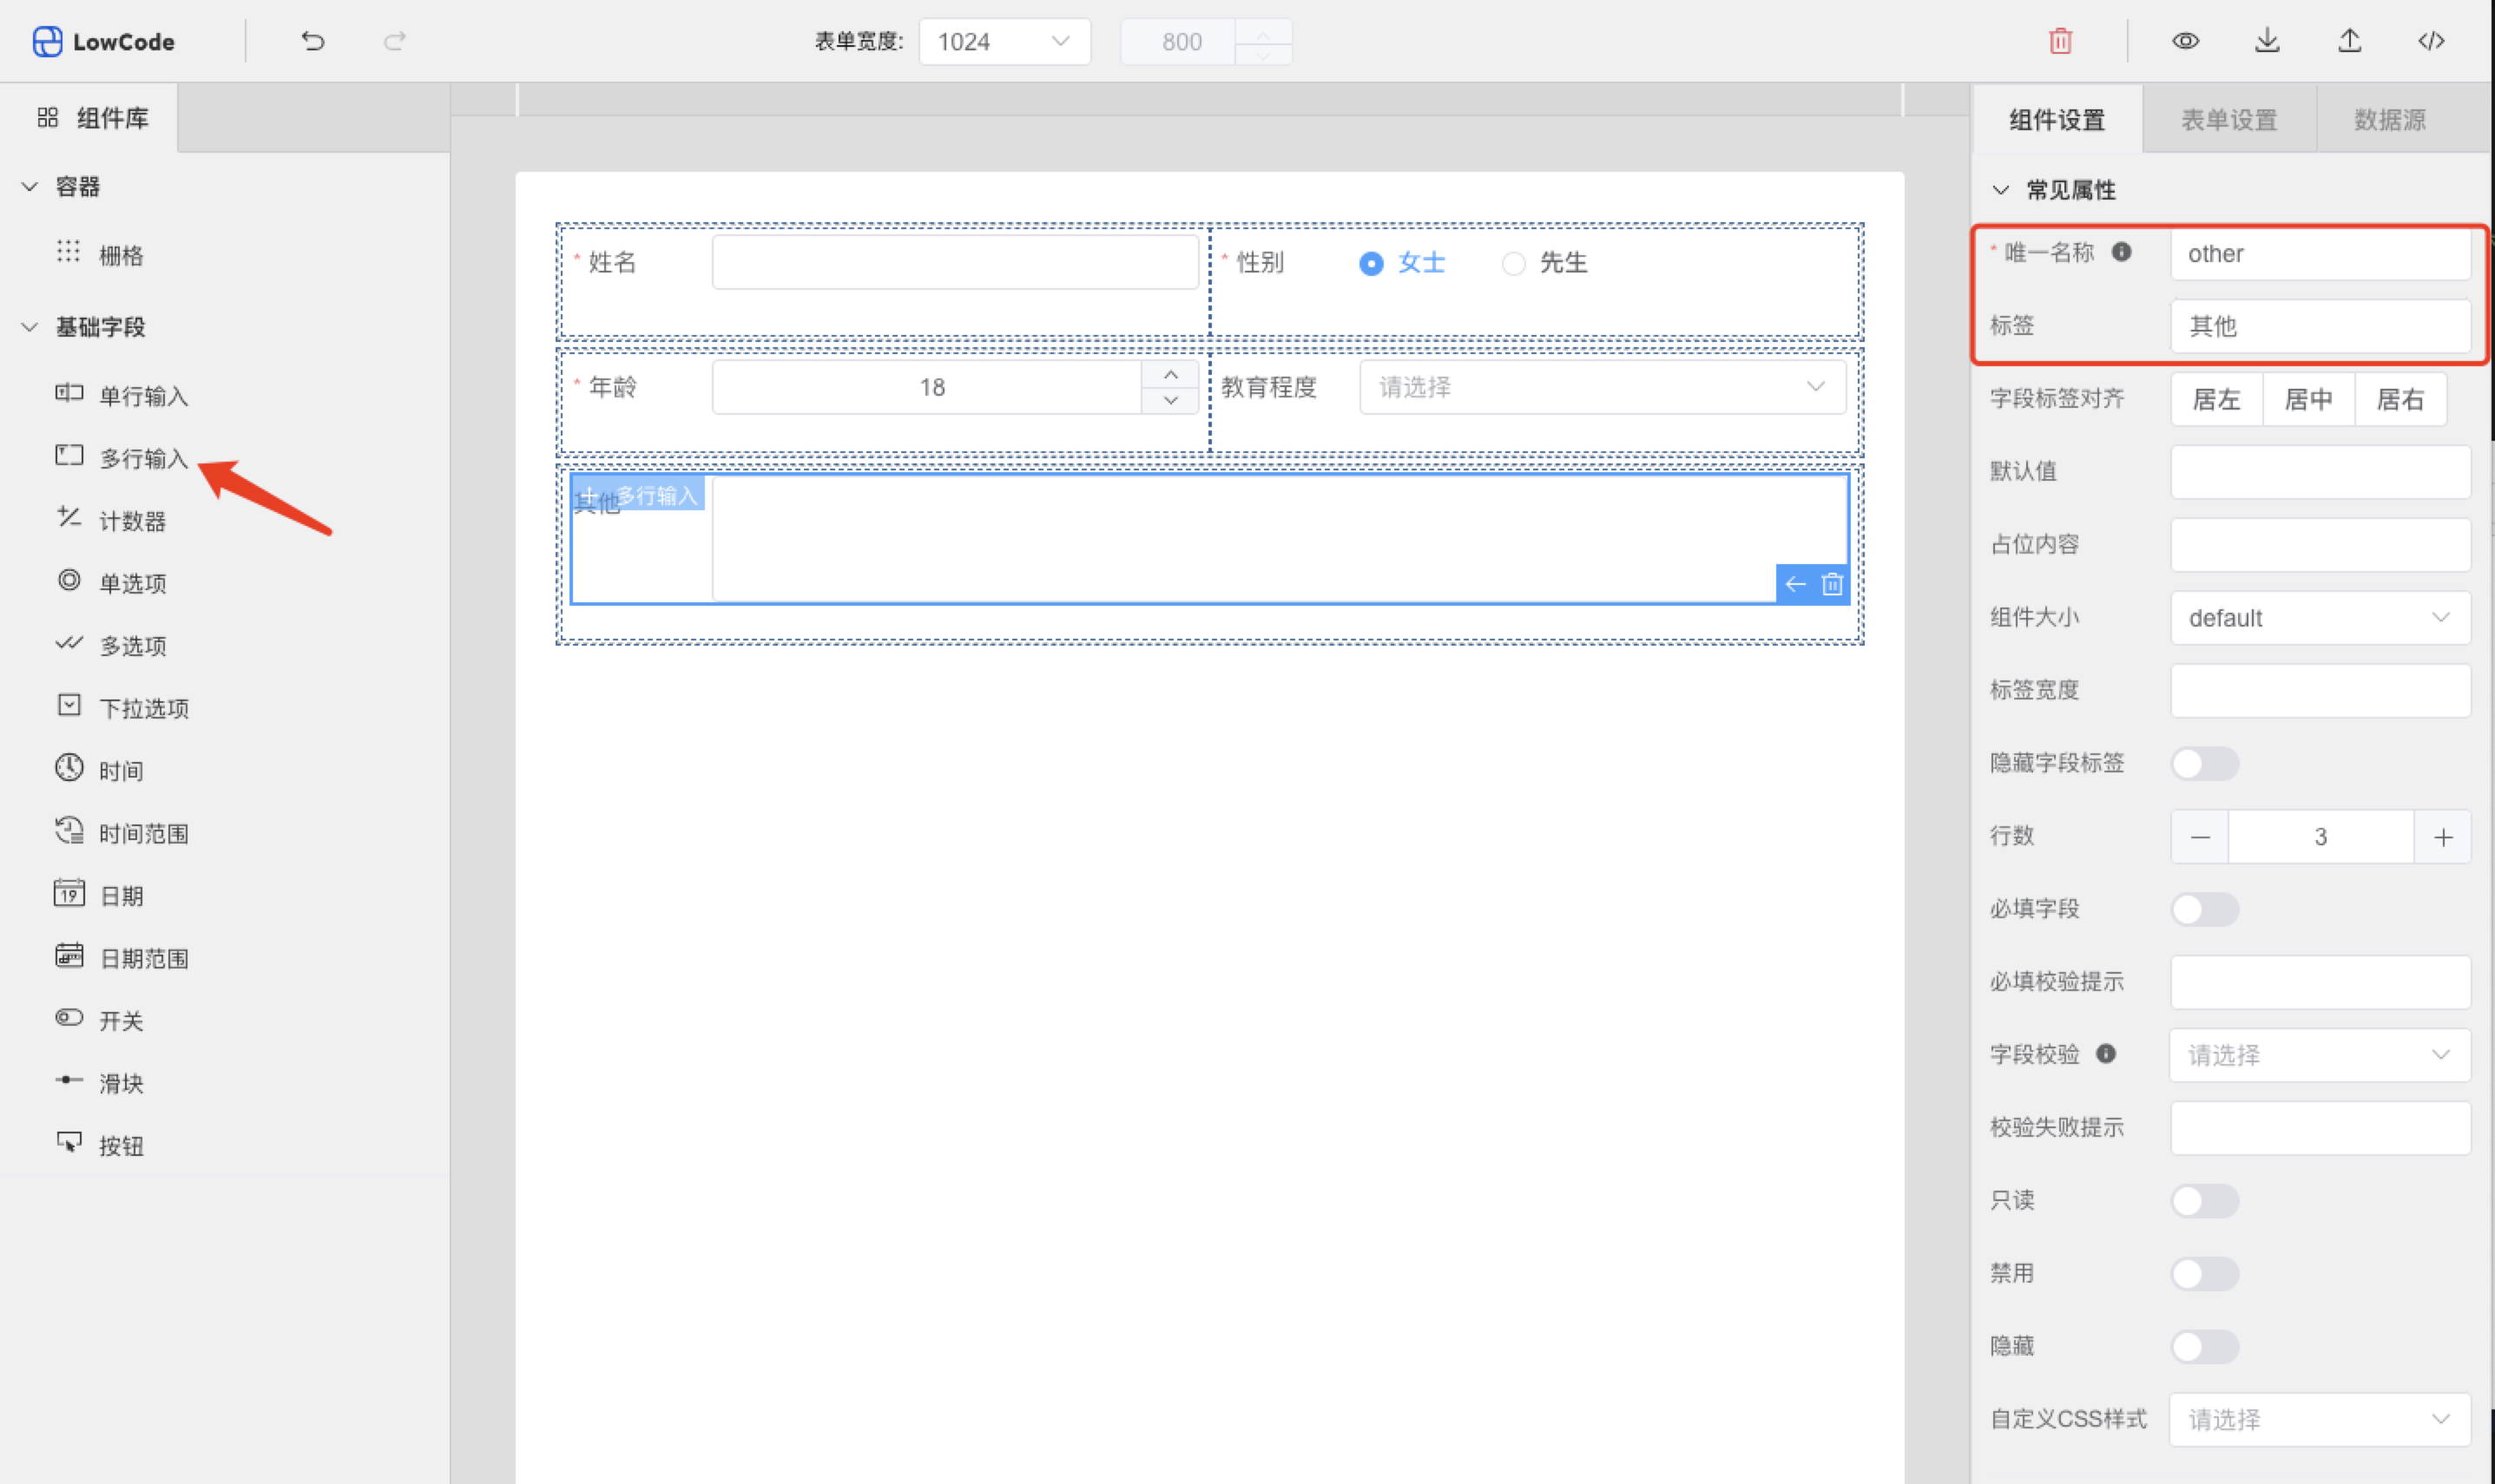 LowCode
表单宽度:
1024
800
组件库
容器
栅格
基础字段
单行输入
多行输入
计数器
单选项
多选项
下拉选项
时间
时间范围
19
日期
日期范围
开关
滑块
按钮
* 姓名
* 性别
女士
先生
* 年龄
18
教育程度
请选择
其他
多行输入
组件设置
表单设置
数据源
常见属性
* 唯一名称
other
标签
其他
字段标签对齐
居左
居中
居右
默认值
占位内容
组件大小
default
标签宽度
隐藏字段标签
行数
3
必填字段
必填校验提示
字段校验
请选择
校验失败提示
只读
禁用
隐藏
自定义CSS样式
请选择